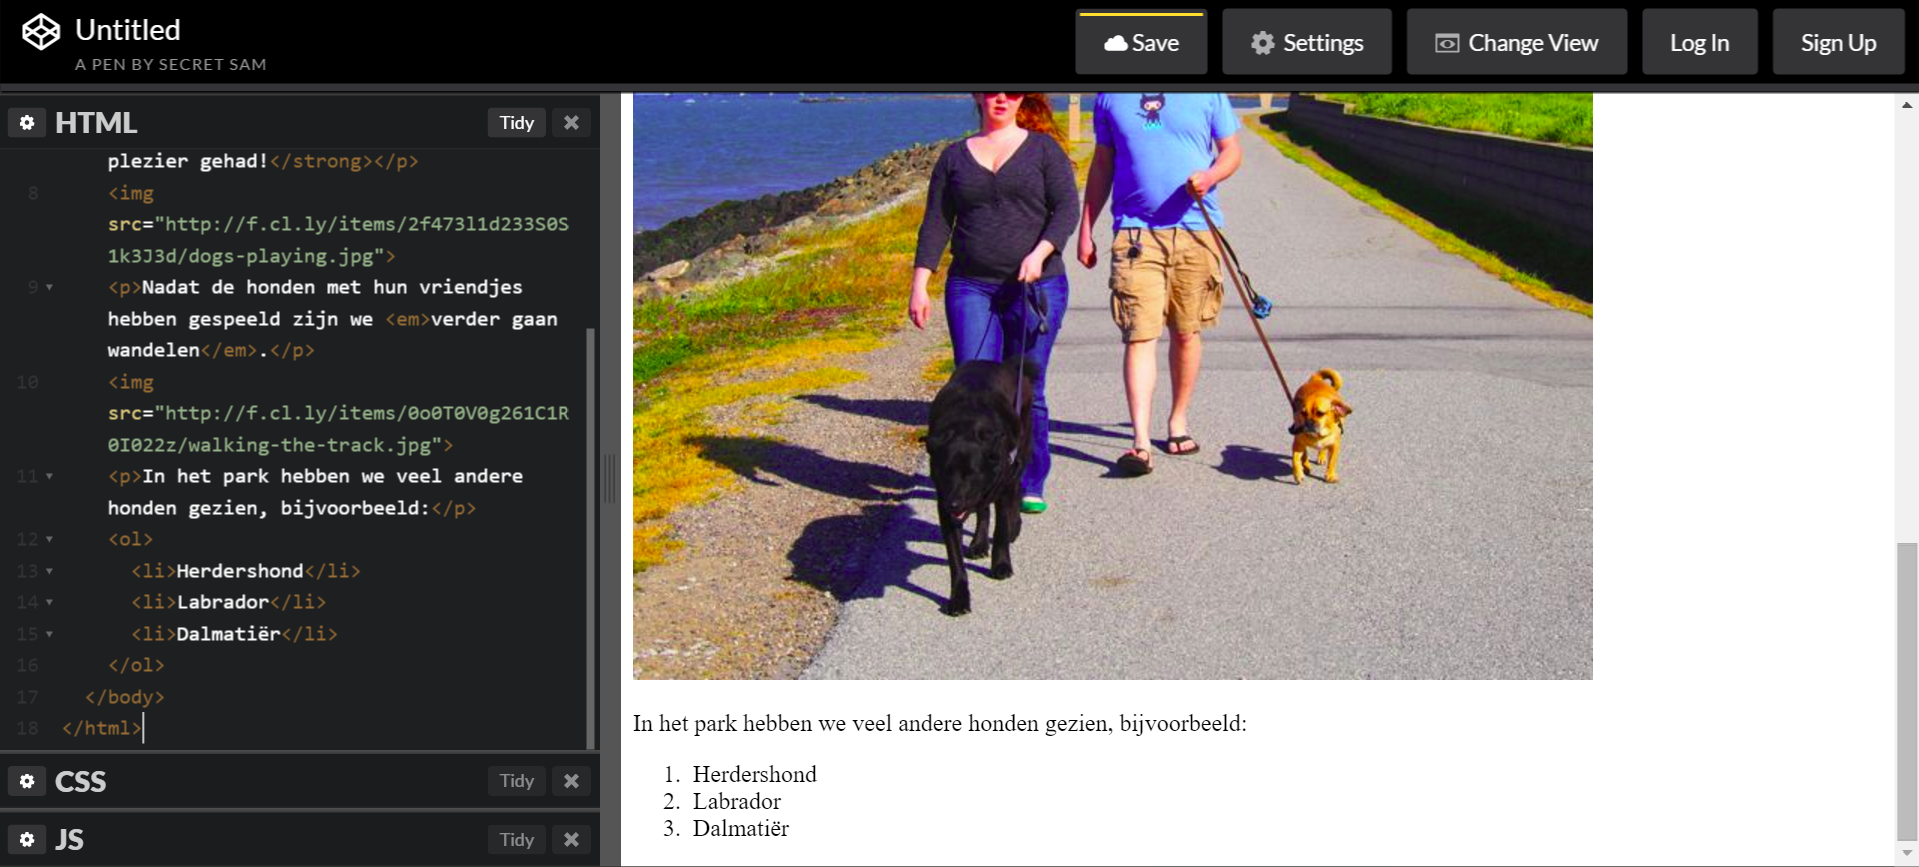 Untitled
A PEN BY SECRET SAM
Save
Settings
Change View
Log In
Sign Up
HTML
Tidy
plezier gehad!</strong></p>
8 <img
src="http://f.cl.ly/items/2f473l1d233S0S
1k3J3d/dogs-playing.jpg">
9 <p>Nadat de honden met hun vriendjes
hebben gespeeld zijn we <em>verder gaan
wandelen</em>.</p>
10 <img
src="http://f.cl.ly/items/0o0T0V0g261C1R
0I022z/walking-the-track.jpg">
11 <p>In het park hebben we veel andere
honden gezien, bijvoorbeeld:</p>
12 <ol>
13 <li>Herdershond</li>
14 <li>Labrador</li>
15 <li>Dalmatiër</li>
16 </ol>
17 </body>
18 </html>
CSS
Tidy
JS
Tidy
In het park hebben we veel andere honden gezien, bijvoorbeeld:
1. Herdershond
2. Labrador
3. Dalmatiër